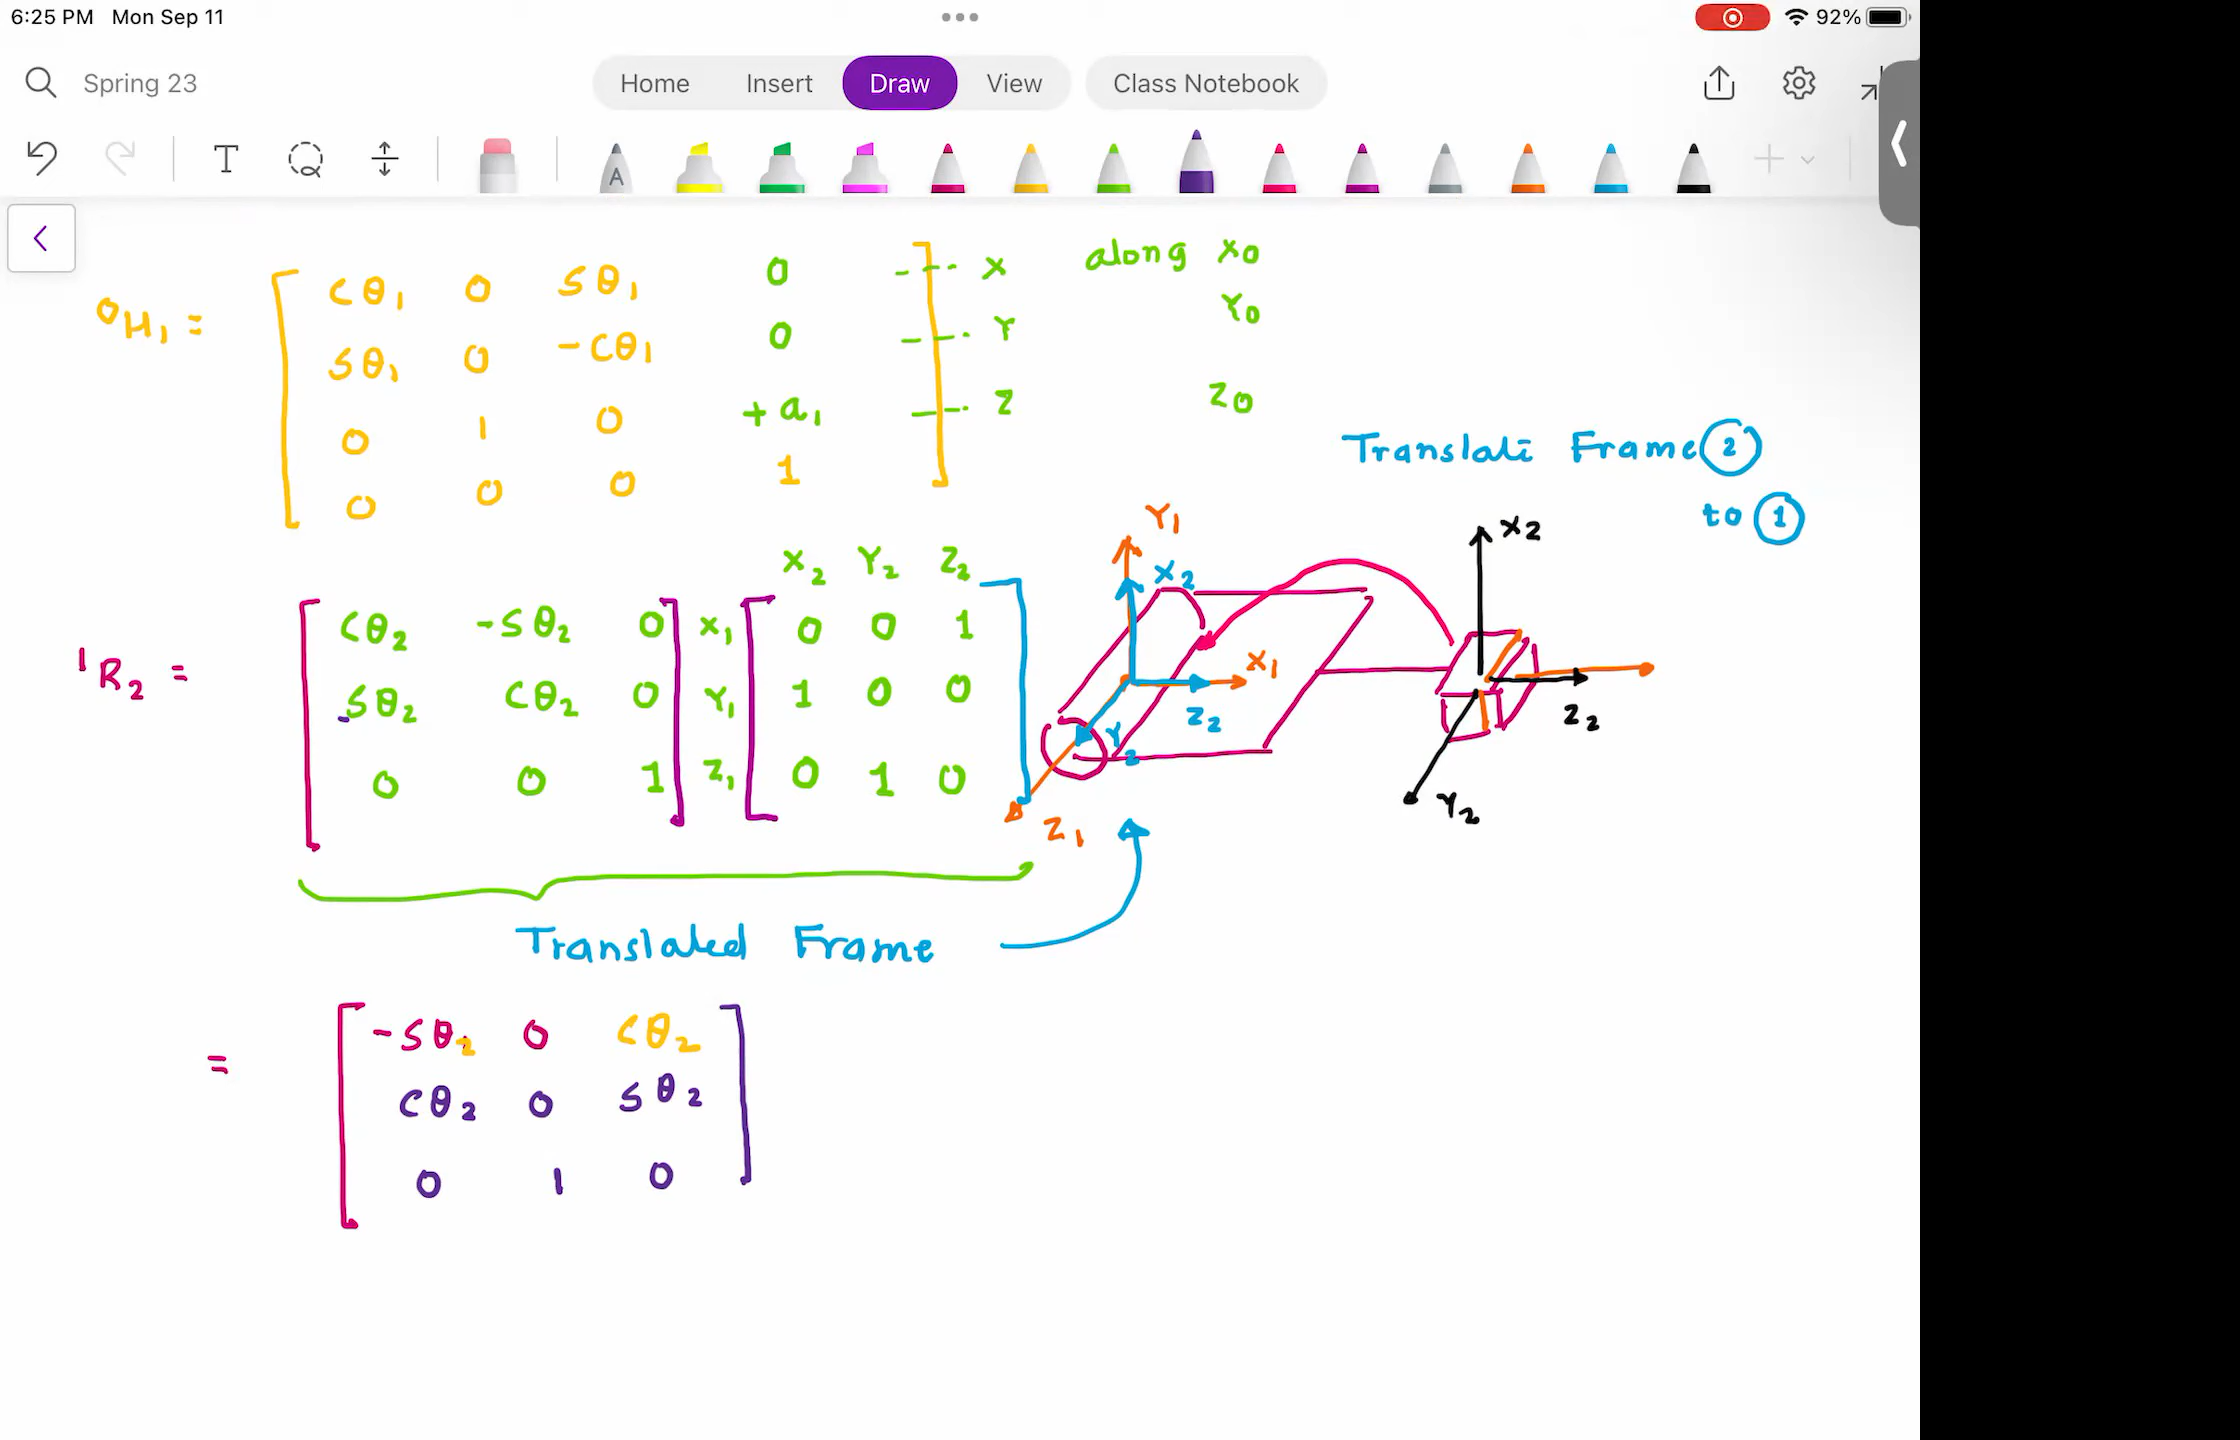 6:25 PM Mon Sep 11
92%
Spring 23
Home Insert Draw View Class Notebook
T A
0 - - - - X along X0
⁰H₁ = Cθ₁ 0 Sθ₁
Sθ₁ 0 -Cθ₁ 0 - - - - Y Y0
0 1 0 + a₁ - - - - Z Z0
0 0 0 1
Translate Frame 2
to 1
X₂ Y₂ Z₂
¹R₂ =
Cθ₂ -Sθ₂ 0 X₁ 0 0 1
Sθ₂ Cθ₂ 0 Y₁ 1 0 0
0 0 1 Z₁ 0 1 0
Y₁
X₂
X₁
Z₂
Y₂
Z₁
X₂
Z₂
Y₂
Translated Frame
=
-Sθ₂ 0 Cθ₂
Cθ₂ 0 Sθ₂
0 1 0